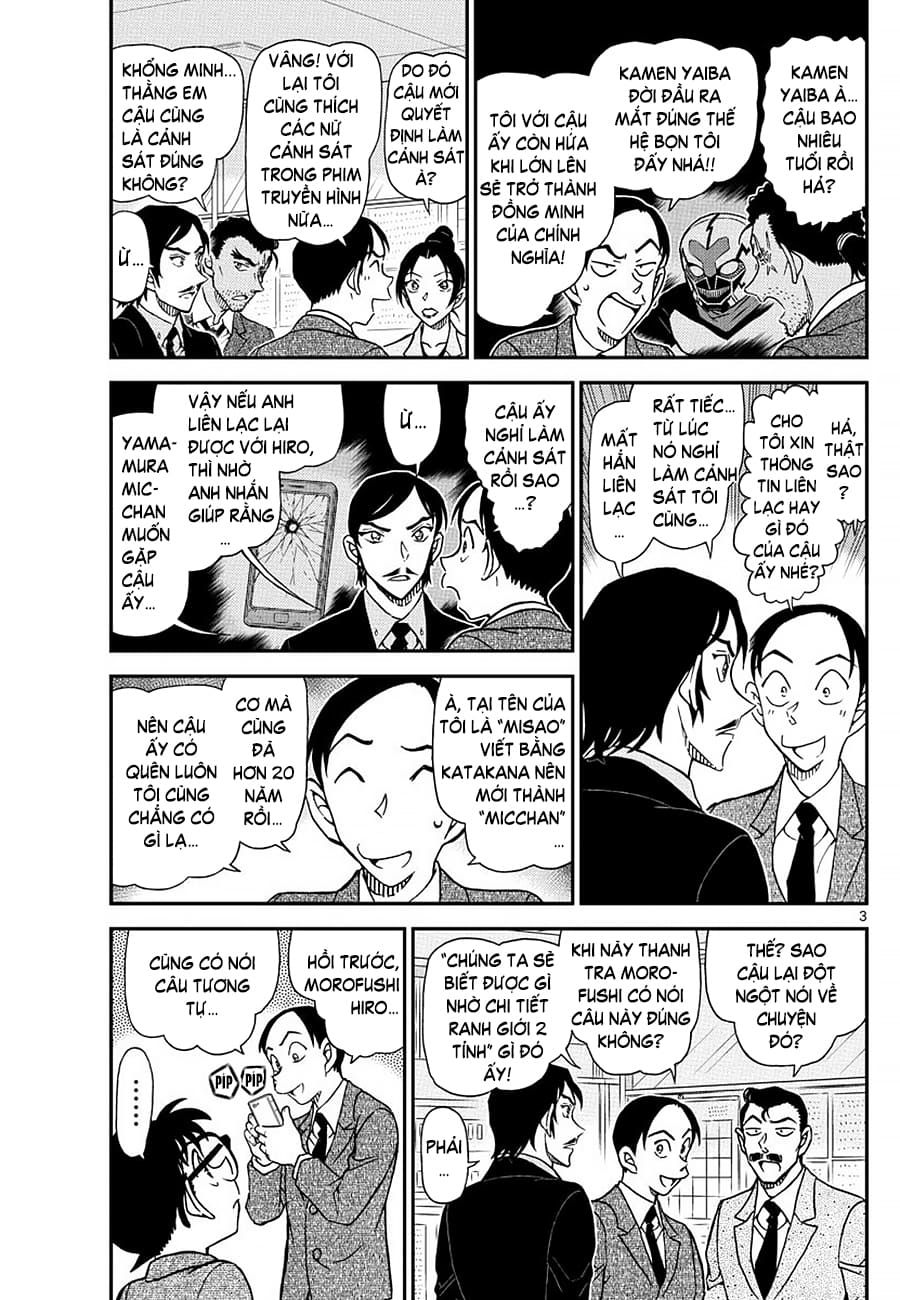 KAMEN
YAIBA À...
CẬU BAO
NHIÊU
TUỔI RỒI
HẢ?
KAMEN YAIBA
ĐỜI ĐẦU RA
MẮT ĐÚNG THẾ
HỆ BỌN TÔI
ĐẤY NHÁ!!
TÔI VỚI CẬU
ẤY CÒN HỨA
KHI LỚN LÊN
SẼ TRỞ THÀNH
ĐỒNG MINH
CỦA CHÍNH
NGHĨA!
DO ĐÓ
CẬU MỚI
QUYẾT
ĐỊNH LÀM
CẢNH SÁT
À?
VÂNG! VỚI
LẠI TÔI
CŨNG THÍCH
CÁC NỮ
CẢNH SÁT
TRONG PHIM
TRUYỀN HÌNH
NỮA...
KHỔNG MINH...
THẰNG EM
CẬU CŨNG
LÀ CẢNH
SÁT ĐÚNG
KHÔNG?
Ừ...
HẢ,
THẬT
SAO
?
CHO
TÔI XIN
THÔNG
TIN LIÊN
LẠC HAY
GÌ ĐÓ
CỦA CẬU
ẤY NHÉ?
RẤT TIẾC...
TỪ LÚC
NÓ NGHỈ
LÀM CẢNH
SÁT TÔI
CŨNG...
MẤT
HẲN LIÊN
LẠC
CẬU ẤY
NGHỈ LÀM
CẢNH SÁT
RỒI SAO
...?
Ừ...
VẬY NẾU ANH
LIÊN LẠC LẠI
ĐƯỢC VỚI HIRO,
THÌ NHỜ
ANH NHẮN
GIÚP RẰNG
...
YAMA-
MURA
MIC-
CHAN
MUỐN
GẶP
CẬU
ẤY...
À, TẠI TÊN CỦA
TÔI LÀ “MISAO”
VIẾT BẰNG
KATAKANA NÊN
MỚI THÀNH
“MICCHAN”
CƠ MÀ
CŨNG
ĐÃ
HƠN 20
NĂM
RỒI...
NÊN CẬU
ẤY CÓ
QUÊN LUÔN
TÔI CŨNG
CHẲNG CÓ
GÌ LẠ...
3
THẾ? SAO
CẬU LẠI ĐỘT
NGỘT NÓI VỀ
CHUYỆN
ĐÓ?
KHI NÃY THANH
TRA MORO-
FUSHI CÓ NÓI
CÂU NÀY ĐÚNG
KHÔNG?
“CHÚNG TA SẼ
BIẾT ĐƯỢC GÌ
NHỜ CHI TIẾT
RANH GIỚI 2
TÍNH” GÌ ĐÓ
ẤY!
PHẢI
...
HỒI TRƯỚC,
MOROFUSHI
HIRO...
CŨNG CÓ NÓI
CÂU TƯƠNG
TỰ...
PÍP
PÍP
......